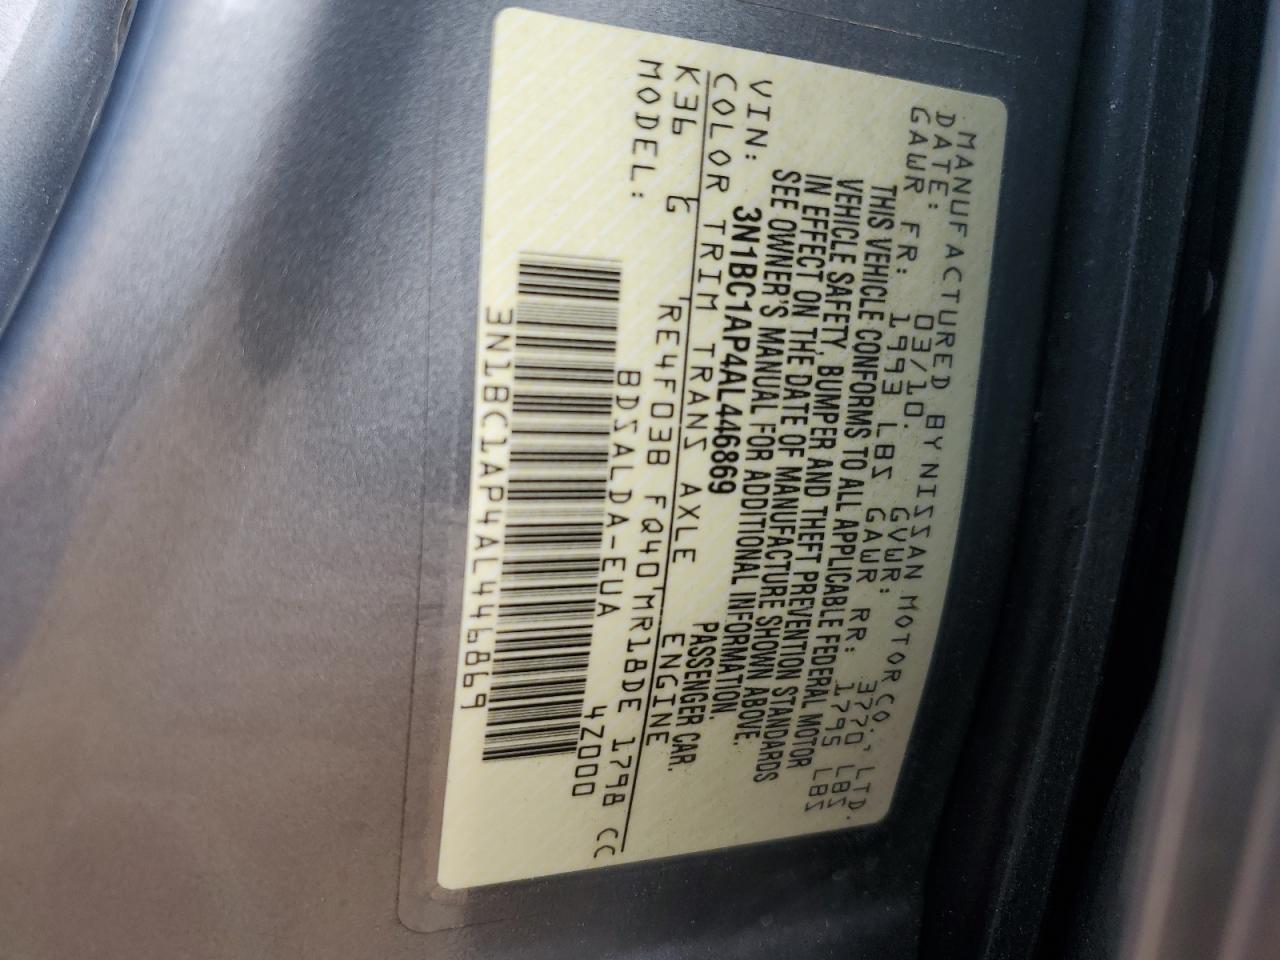 MANUFACTURED BY NISSAN MOTOR CO., LTD.
DATE: 03/10. GVWR: 3770 LBS
GAWR FR: 1993 LBS GAWR RR: 1795 LBS
THIS VEHICLE CONFORMS TO ALL APPLICABLE FEDERAL MOTOR
VEHICLE SAFETY, BUMPER AND THEFT PREVENTION STANDARDS
IN EFFECT ON THE DATE OF MANUFACTURE SHOWN ABOVE.
SEE OWNER'S MANUAL FOR ADDITIONAL INFORMATION.
VIN: 3N1BC1AP4AL446869 PASSENGER CAR.
COLOR TRIM TRANS AXLE ENGINE
K36 G RE4F03B FQ40 MR18DE 1798 CC
MODEL: BDSALDA-EUA 4Z000
3N1BC1AP4AL446869